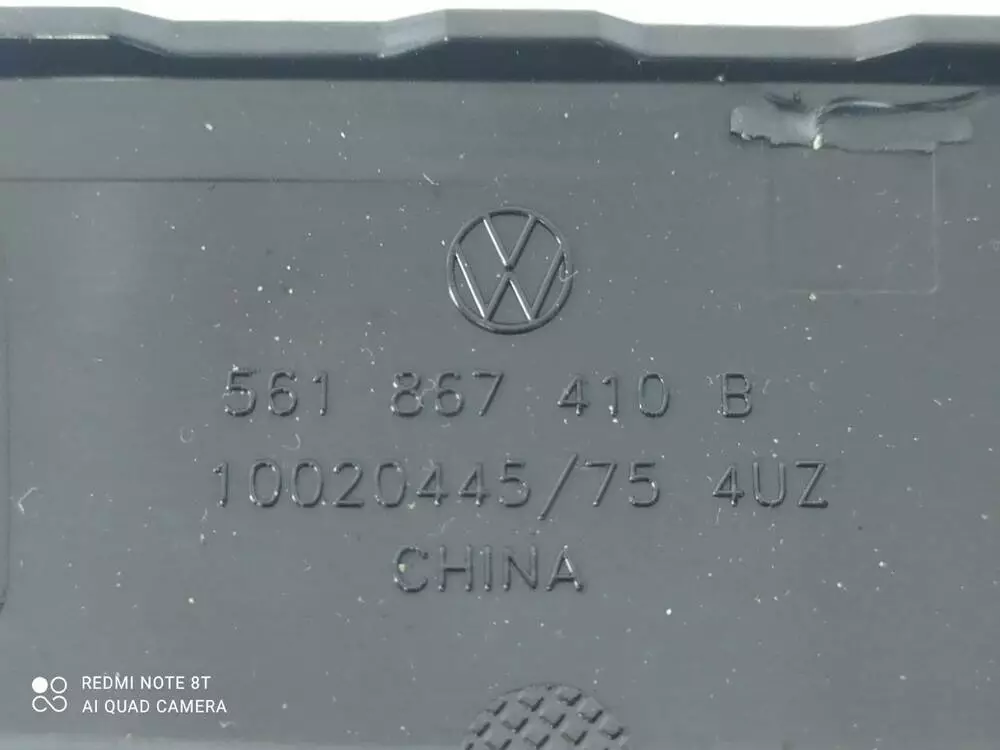 561 867 410 B
10020445/75 4UZ
CHINA
REDMI NOTE 8T
AI QUAD CAMERA